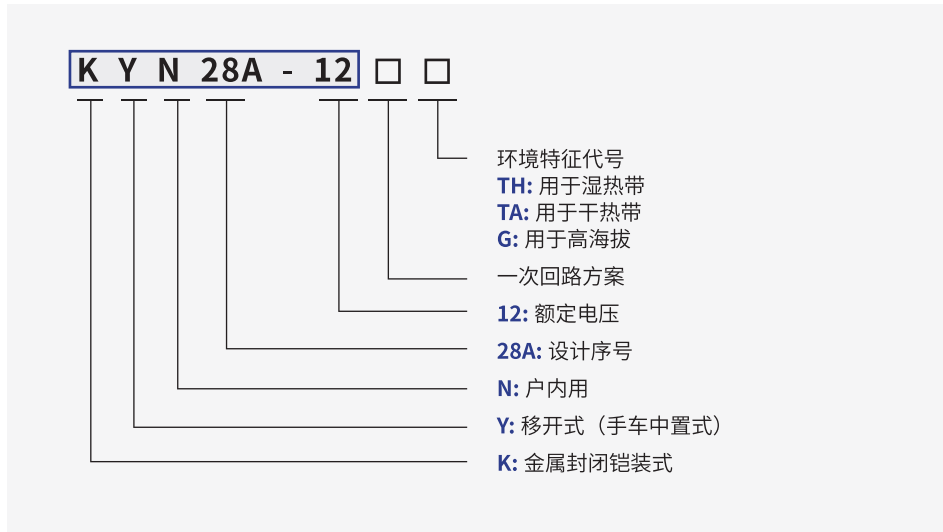 K Y N 28A - 12 □ □
环境特征代号
TH: 用于湿热带
TA: 用于干热带
G: 用于高海拔
一次回路方案
12: 额定电压
28A: 设计序号
N: 户内用
Y: 移开式（手车中置式）
K: 金属封闭铠装式